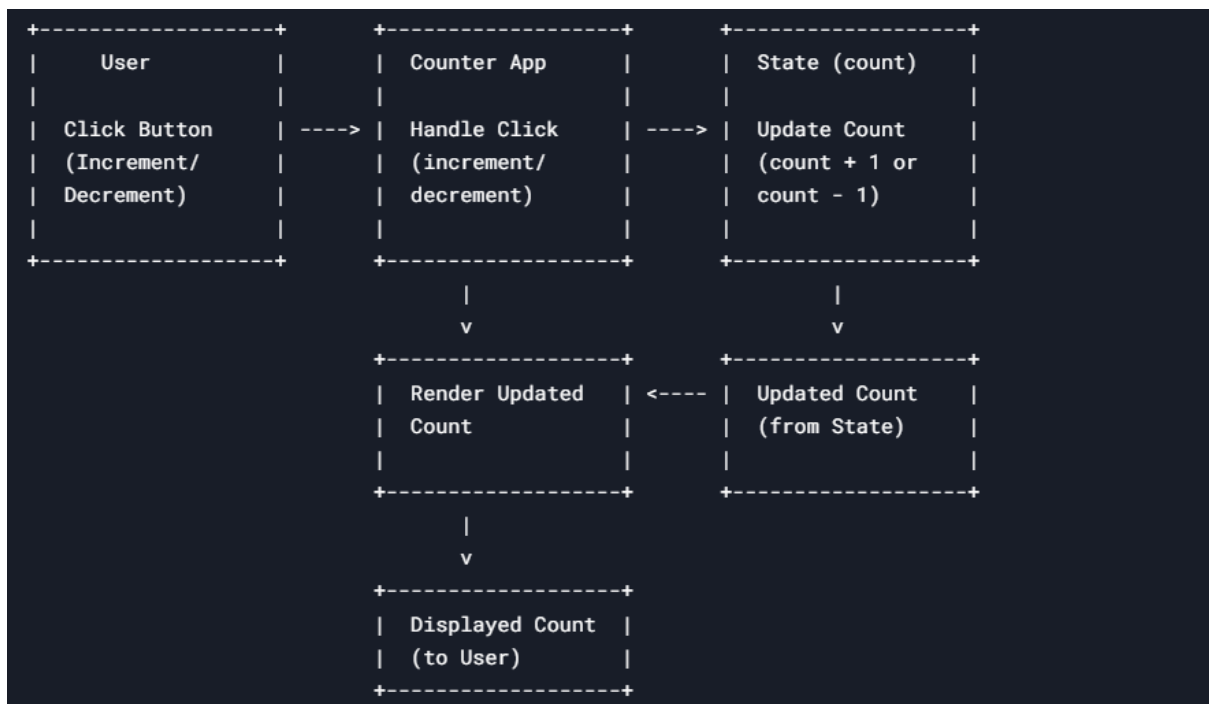 +-------------------+       +-------------------+       +-------------------+
|      User         |       |  Counter App      |       |  State (count)    |
|                   |       |                   |       |                   |
|  Click Button     | ----> |  Handle Click     | ----> |  Update Count     |
|  (Increment/      |       |  (increment/      |       |  (count + 1 or    |
|  Decrement)       |       |  decrement)       |       |  count - 1)       |
|                   |       |                   |       |                   |
+-------------------+       +-------------------+       +-------------------+
                                   |                             |
                                   v                             v
                            +-------------------+       +-------------------+
                            |  Render Updated   | <---- |  Updated Count    |
                            |  Count            |       |  (from State)     |
                            |                   |       |                   |
                            +-------------------+       +-------------------+
                                   |
                                   v
                            +-------------------+
                            |  Displayed Count  |
                            |  (to User)        |
                            +-------------------+